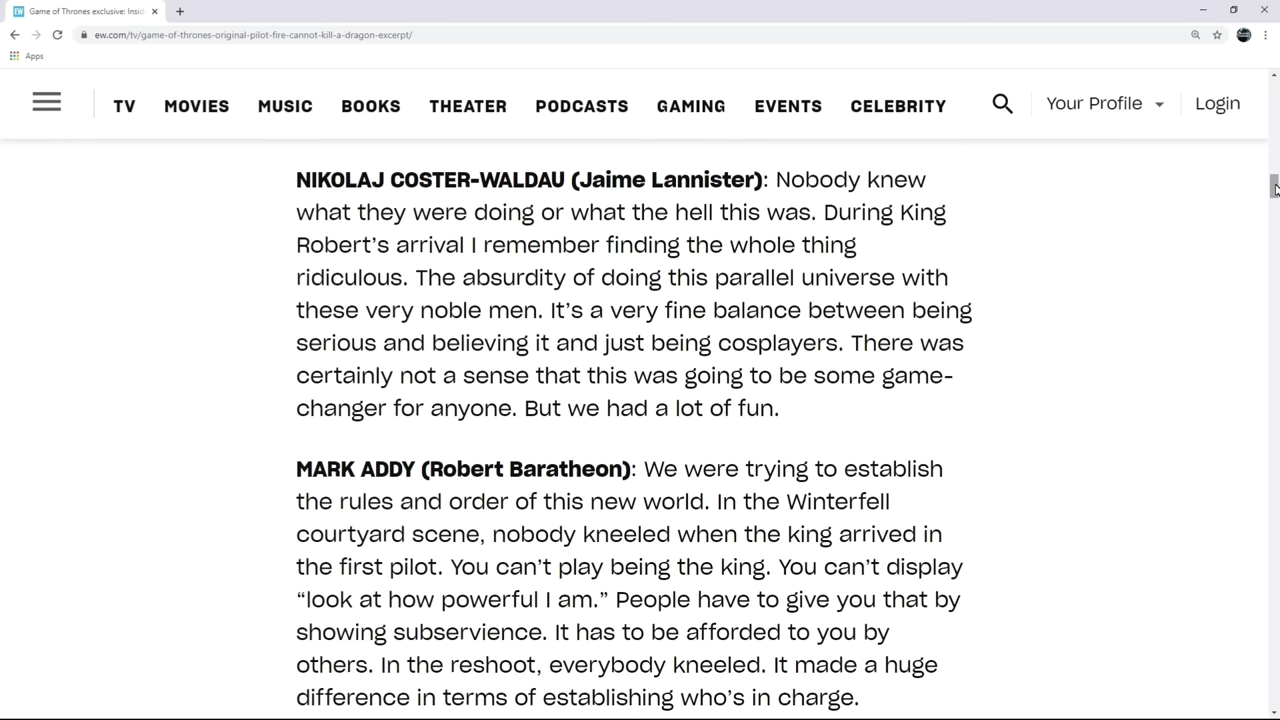 Game of Thrones exclusive: Insid
ew.com/tv/game-of-thrones-original-pilot-fire-cannot-kill-a-dragon-excerpt/
Apps
TV MOVIES MUSIC BOOKS THEATER PODCASTS GAMING EVENTS CELEBRITY Your Profile Login
NIKOLAJ COSTER-WALDAU (Jaime Lannister): Nobody knew
what they were doing or what the hell this was. During King
Robert’s arrival I remember finding the whole thing
ridiculous. The absurdity of doing this parallel universe with
these very noble men. It’s a very fine balance between being
serious and believing it and just being cosplayers. There was
certainly not a sense that this was going to be some game-
changer for anyone. But we had a lot of fun.
MARK ADDY (Robert Baratheon): We were trying to establish
the rules and order of this new world. In the Winterfell
courtyard scene, nobody kneeled when the king arrived in
the first pilot. You can’t play being the king. You can’t display
“look at how powerful I am.” People have to give you that by
showing subservience. It has to be afforded to you by
others. In the reshoot, everybody kneeled. It made a huge
difference in terms of establishing who’s in charge.